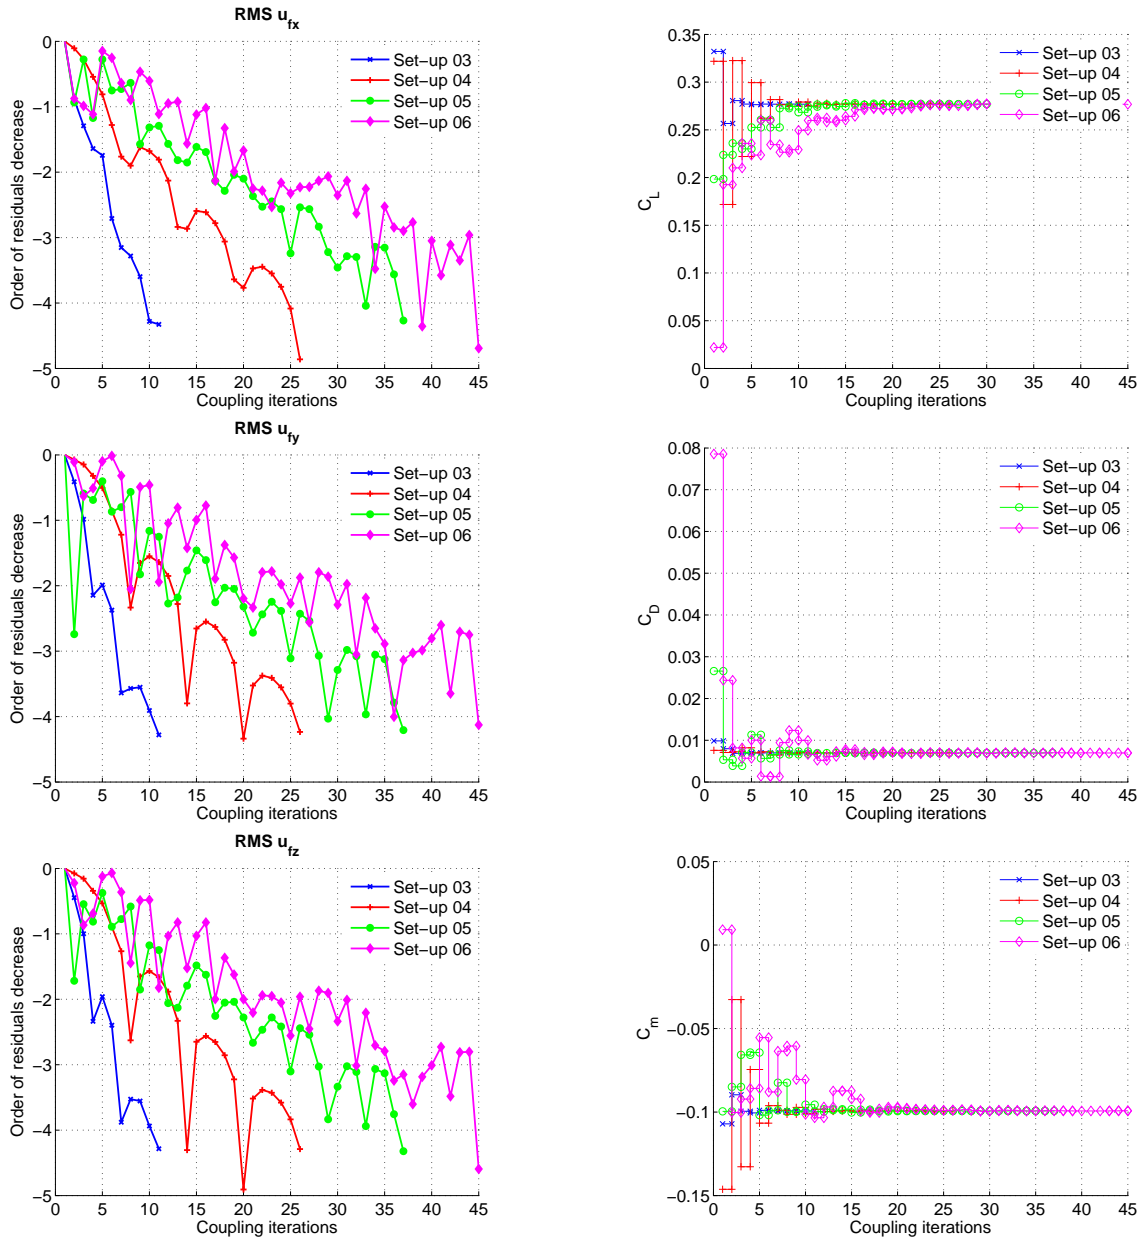 RMS u_fx
Order of residuals decrease
0
−1
−2
−3
−4
−5
0 5 10 15 20 25 30 35 40 45
Coupling iterations
Set−up 03
Set−up 04
Set−up 05
Set−up 06
C_L
0.35
0.3
0.25
0.2
0.15
0.1
0.05
0
0 5 10 15 20 25 30 35 40 45
Coupling iterations
Set−up 03
Set−up 04
Set−up 05
Set−up 06
RMS u_fy
Order of residuals decrease
0
−1
−2
−3
−4
−5
0 5 10 15 20 25 30 35 40 45
Coupling iterations
Set−up 03
Set−up 04
Set−up 05
Set−up 06
C_D
0.08
0.07
0.06
0.05
0.04
0.03
0.02
0.01
0
0 5 10 15 20 25 30 35 40 45
Coupling iterations
Set−up 03
Set−up 04
Set−up 05
Set−up 06
RMS u_fz
Order of residuals decrease
0
−1
−2
−3
−4
−5
0 5 10 15 20 25 30 35 40 45
Coupling iterations
Set−up 03
Set−up 04
Set−up 05
Set−up 06
C_m
0.05
0
−0.05
−0.1
−0.15
0 5 10 15 20 25 30 35 40 45
Coupling iterations
Set−up 03
Set−up 04
Set−up 05
Set−up 06